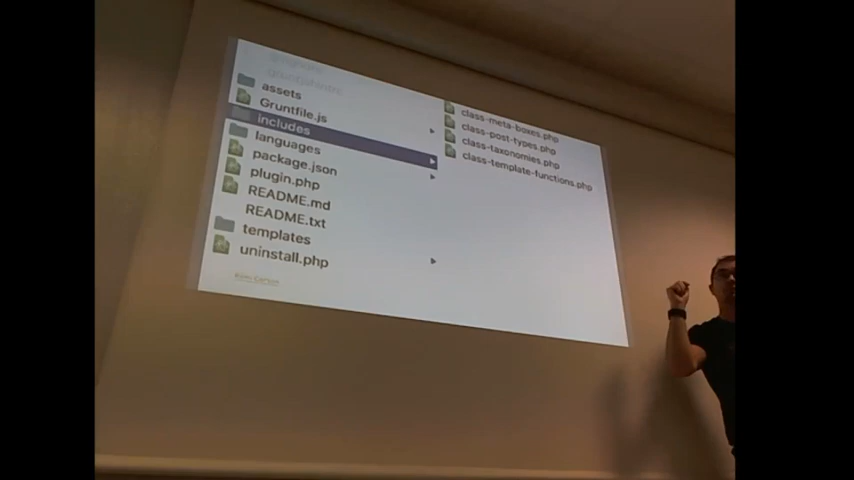 assets
Gruntfile.js
includes
languages
package.json
plugin.php
README.md
README.txt
templates
uninstall.php
class-meta-boxes.php
class-post-types.php
class-taxonomies.php
class-template-functions.php